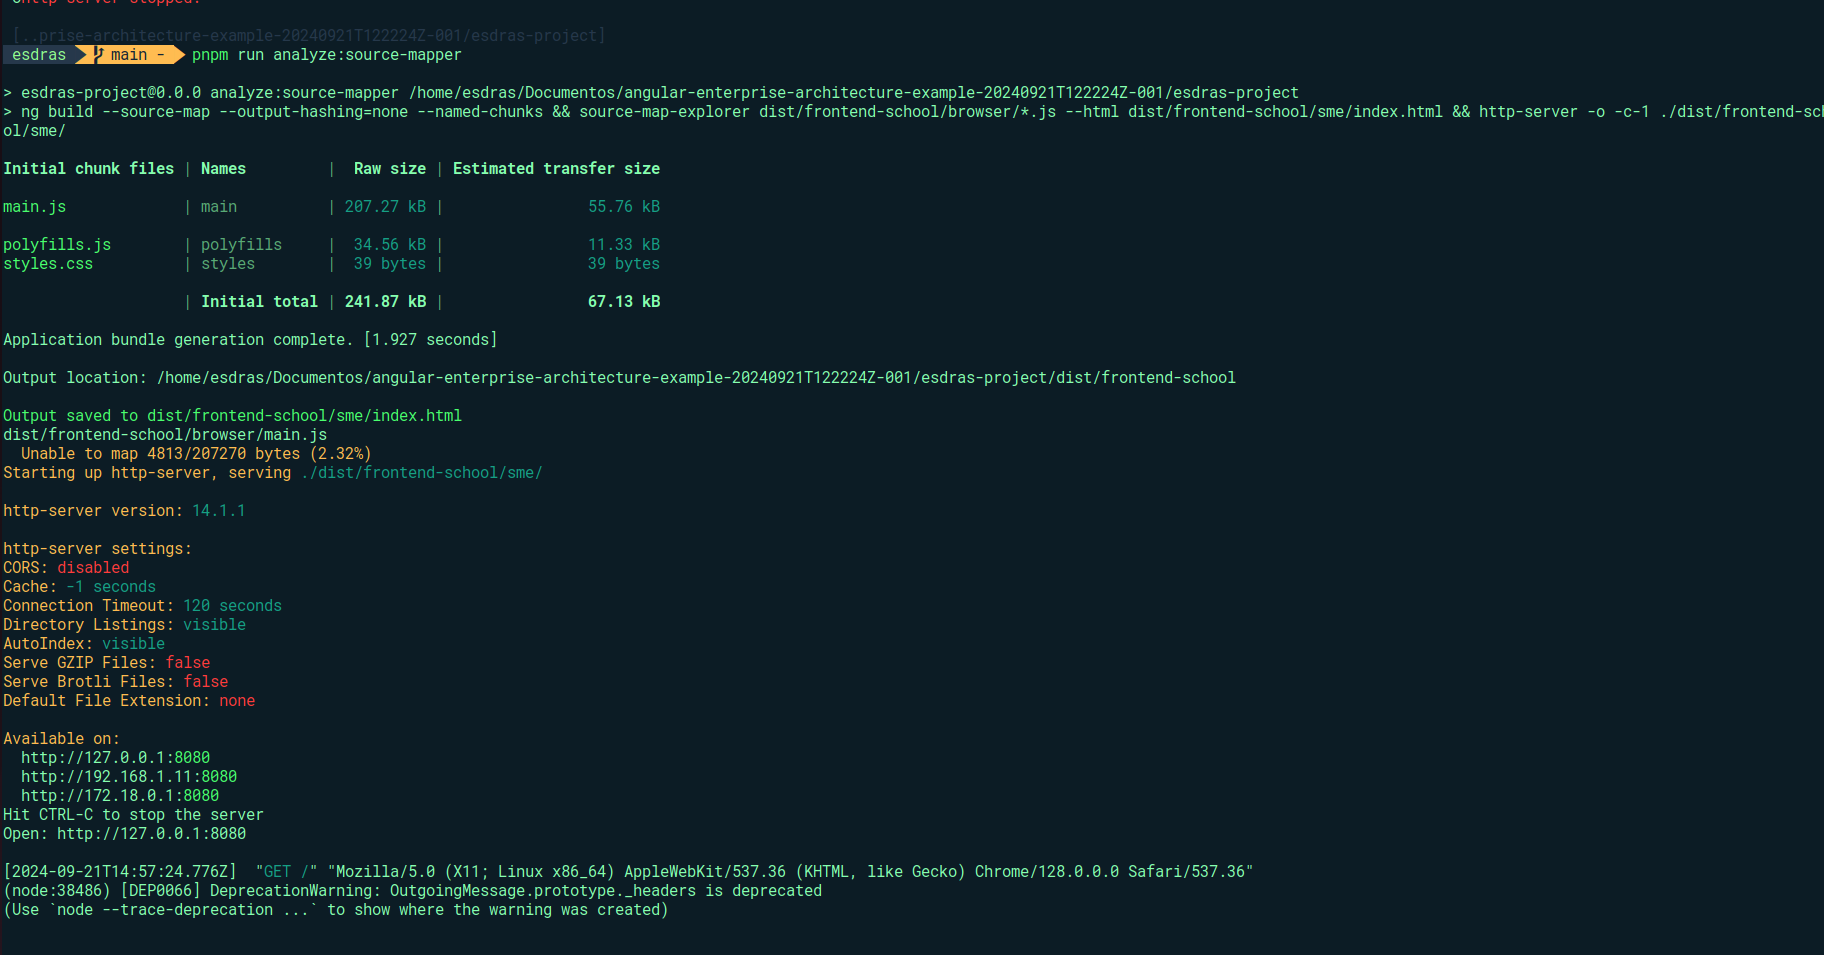 http-server stopped.
[..prise-architecture-example-20240921T122224Z-001/esdras-project]
esdras main - pnpm run analyze:source-mapper
> esdras-project@0.0.0 analyze:source-mapper /home/esdras/Documentos/angular-enterprise-architecture-example-20240921T122224Z-001/esdras-project
> ng build --source-map --output-hashing=none --named-chunks && source-map-explorer dist/frontend-school/browser/*.js --html dist/frontend-school/sme/index.html && http-server -o -c-1 ./dist/frontend-sch
ol/sme/
Initial chunk files | Names | Raw size | Estimated transfer size
main.js | main | 207.27 kB | 55.76 kB
polyfills.js | polyfills | 34.56 kB | 11.33 kB
styles.css | styles | 39 bytes | 39 bytes
| Initial total | 241.87 kB | 67.13 kB
Application bundle generation complete. [1.927 seconds]
Output location: /home/esdras/Documentos/angular-enterprise-architecture-example-20240921T122224Z-001/esdras-project/dist/frontend-school
Output saved to dist/frontend-school/sme/index.html
dist/frontend-school/browser/main.js
Unable to map 4813/207270 bytes (2.32%)
Starting up http-server, serving ./dist/frontend-school/sme/
http-server version: 14.1.1
http-server settings:
CORS: disabled
Cache: -1 seconds
Connection Timeout: 120 seconds
Directory Listings: visible
AutoIndex: visible
Serve GZIP Files: false
Serve Brotli Files: false
Default File Extension: none
Available on:
http://127.0.0.1:8080
http://192.168.1.11:8080
http://172.18.0.1:8080
Hit CTRL-C to stop the server
Open: http://127.0.0.1:8080
[2024-09-21T14:57:24.776Z]  "GET /" "Mozilla/5.0 (X11; Linux x86_64) AppleWebKit/537.36 (KHTML, like Gecko) Chrome/128.0.0.0 Safari/537.36"
(node:38486) [DEP0066] DeprecationWarning: OutgoingMessage.prototype._headers is deprecated
(Use `node --trace-deprecation ...` to show where the warning was created)